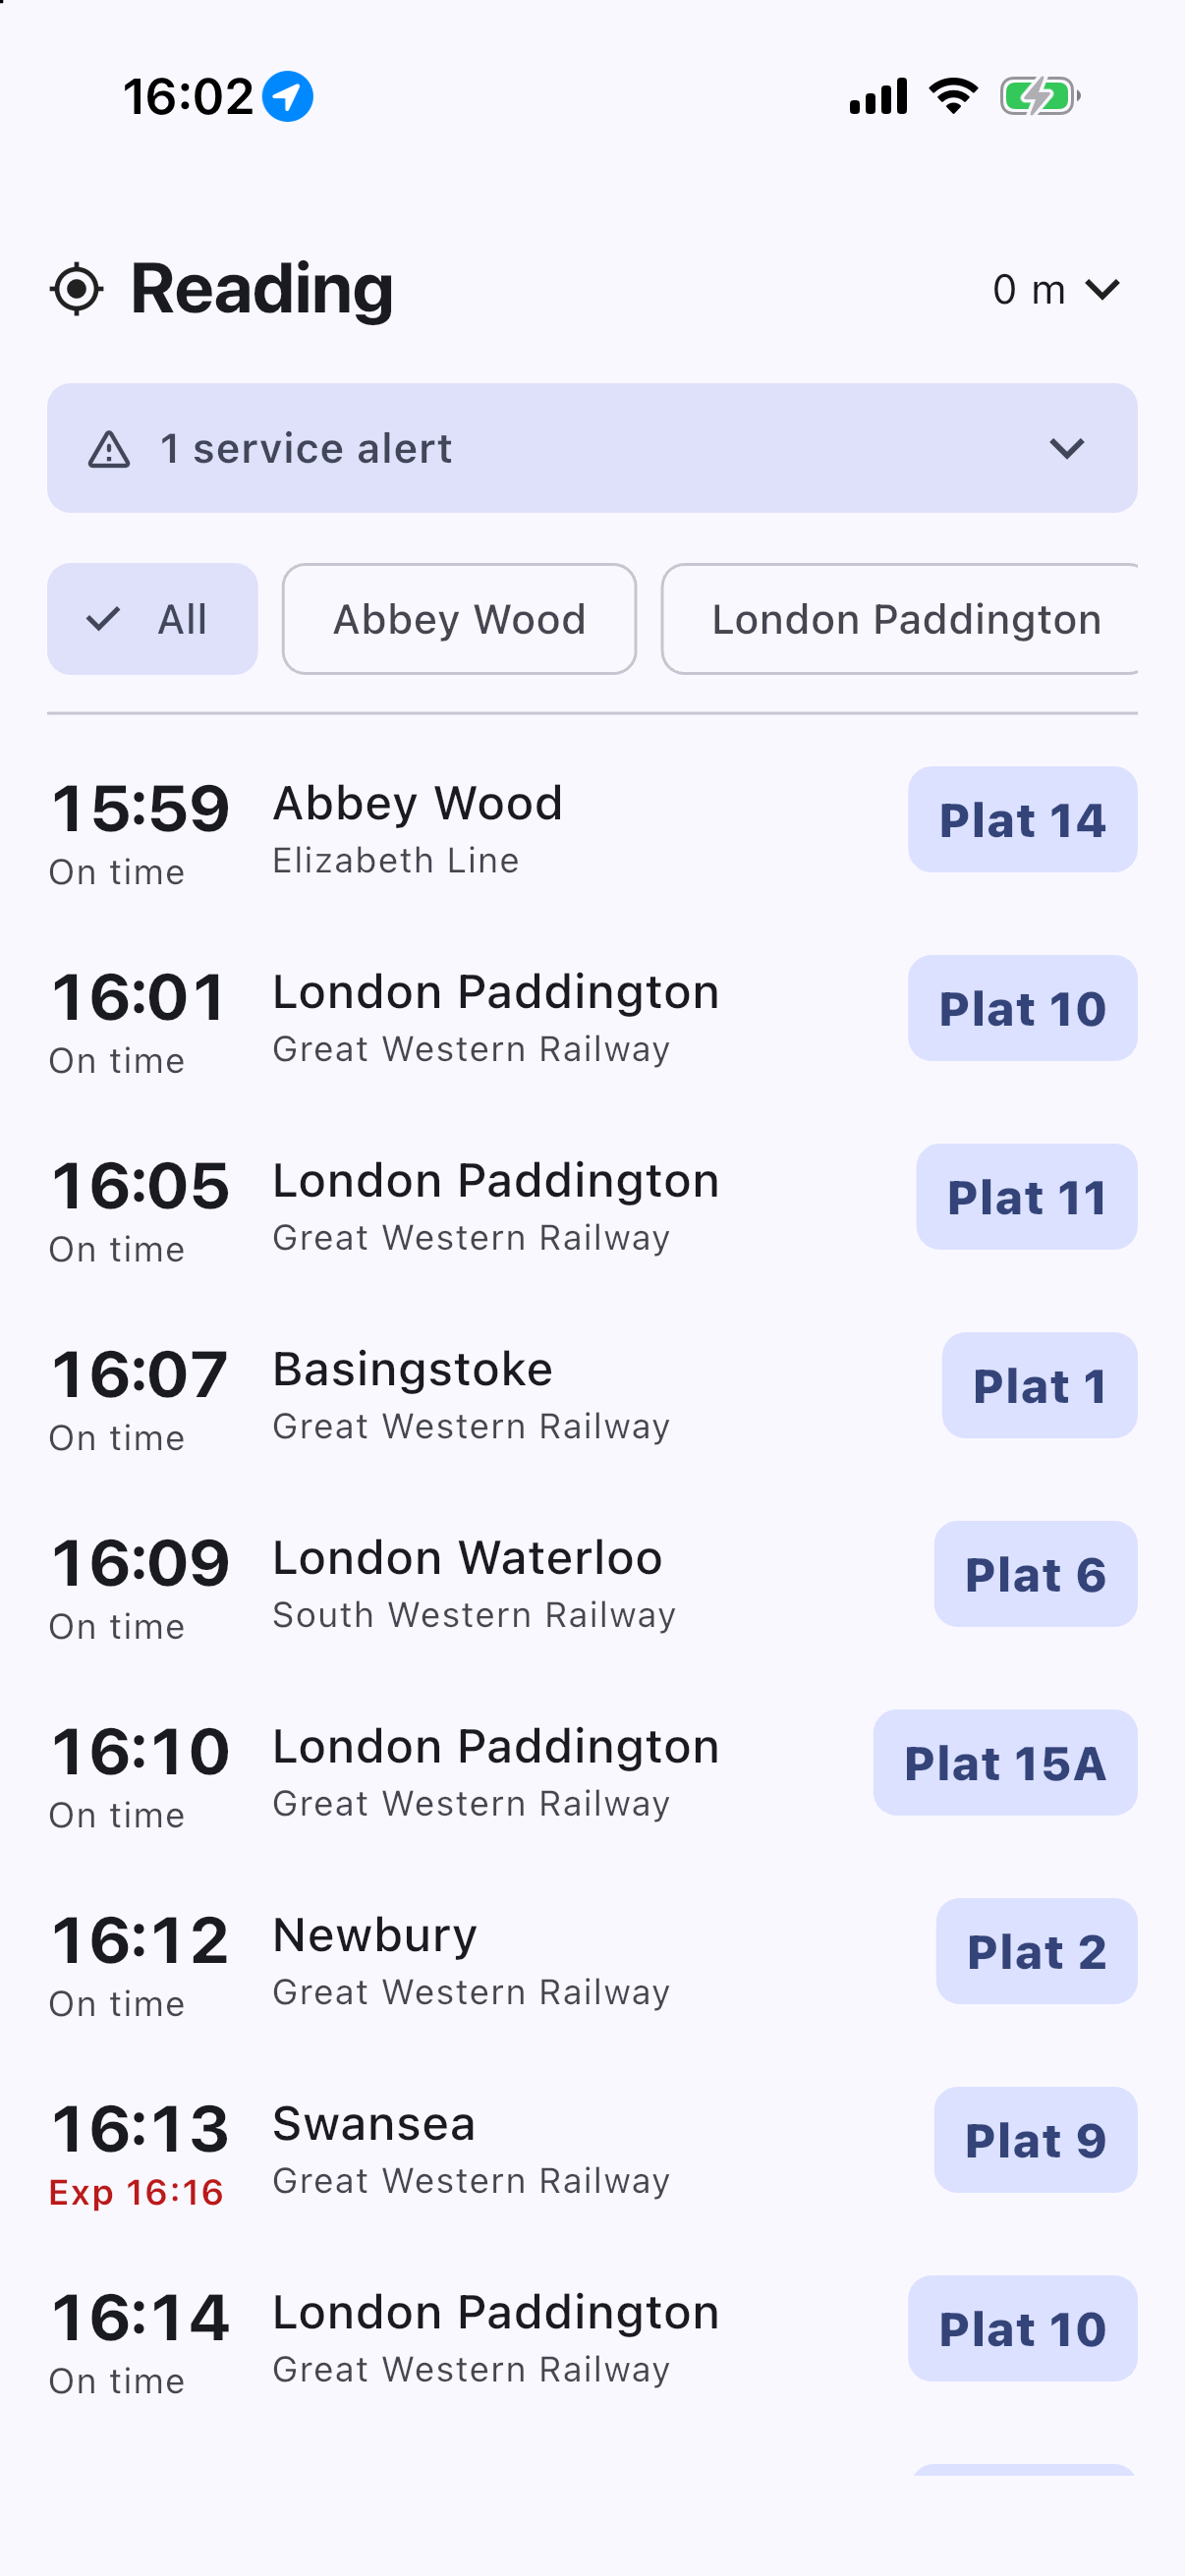 16:02
Reading
0 m
1 service alert
All
Abbey Wood
London Paddington
15:59
Abbey Wood
Plat 14
On time
Elizabeth Line
16:01
London Paddington
Plat 10
On time
Great Western Railway
16:05
London Paddington
Plat 11
On time
Great Western Railway
16:07
Basingstoke
Plat 1
On time
Great Western Railway
16:09
London Waterloo
Plat 6
On time
South Western Railway
16:10
London Paddington
Plat 15A
On time
Great Western Railway
16:12
Newbury
Plat 2
On time
Great Western Railway
16:13
Swansea
Plat 9
Exp 16:16
Great Western Railway
16:14
London Paddington
Plat 10
On time
Great Western Railway